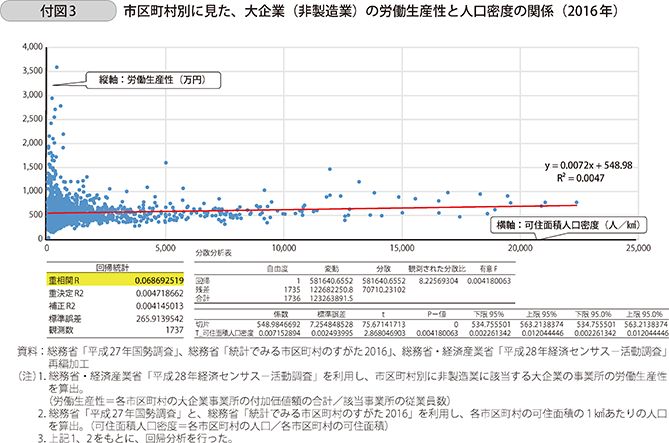 付図3 市区町村別に見た、大企業（非製造業）の労働生産性と人口密度の関係（2016年）
4,000
3,500
3,000
2,500
2,000
1,500
1,000
500
0
縦軸：労働生産性（万円）
y = 0.0072x + 548.98
R² = 0.0047
横軸：可住面積人口密度（人／㎢）
0 5,000 10,000 15,000 20,000 25,000
回帰統計
重相関 R 0.068692519
重決定 R2 0.004718662
補正 R2 0.004145013
標準誤差 265.9139542
観測数 1737
分散分析表
自由度 変動 分散 観測された分散比 有意 F
回帰 1 581640.6552 581640.6552 8.22569304 0.004180063
残差 1735 122682250.8 70710.23102
合計 1736 123263891.5
係数 標準誤差 t P－値 下限 95% 上限 95% 下限 95.0% 上限 95.0%
切片 548.9846692 7.254848528 75.67141713 0 534.755501 563.2138374 534.755501 563.2138374
T_可住面積人口密度 0.007152894 0.002493995 2.868046903 0.004180063 0.002261342 0.012044446 0.002261342 0.012044446
資料：総務省「平成27年国勢調査」、総務省「統計でみる市区町村のすがた2016」、総務省・経済産業省「平成28年経済センサス－活動調査」
再編加工
（注）1. 総務省・経済産業省「平成28年経済センサス－活動調査」を利用し、市区町村別に非製造業に該当する大企業の事業所の労働生産性
を算出。
（労働生産性＝各市区町村の大企業事業所の付加価値額の合計／該当事業所の従業員数）
2. 総務省「平成27年国勢調査」と、総務省「統計でみる市区町村のすがた2016」を利用し、各市区町村の可住面積の1㎢あたりの人口
を算出。（可住面積人口密度＝各市区町村の人口／各市区町村の可住面積）
3. 上記1、2をもとに、回帰分析を行った。